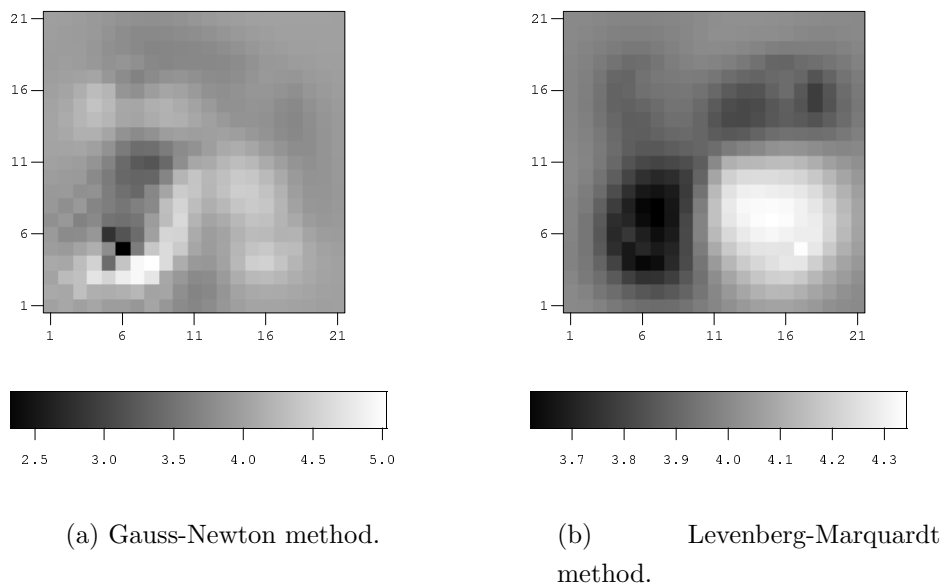 21
16
11
6
1
1 6 11 16 21
2.5 3.0 3.5 4.0 4.5 5.0
(a) Gauss-Newton method.
21
16
11
6
1
1 6 11 16 21
3.7 3.8 3.9 4.0 4.1 4.2 4.3
(b) Levenberg-Marquardt
method.